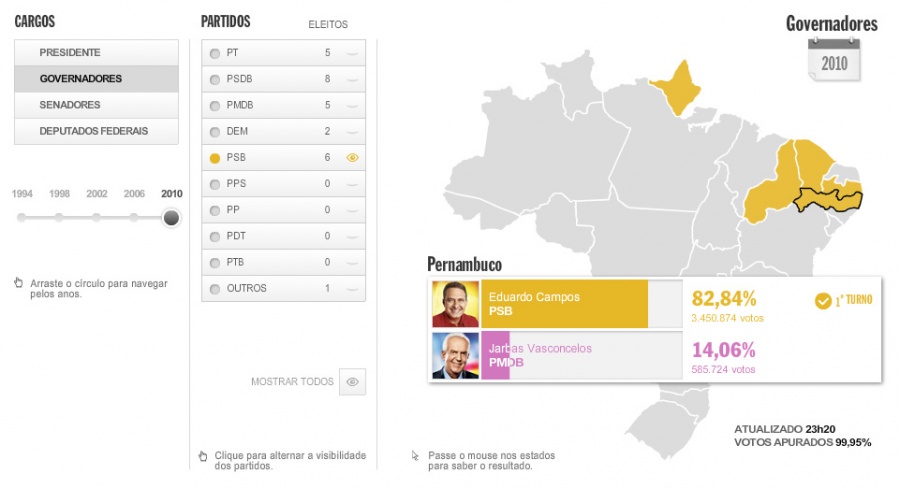 CARGOS
PRESIDENTE
GOVERNADORES
SENADORES
DEPUTADOS FEDERAIS
1994 1998 2002 2006 2010
Arraste o círculo para navegar
pelos anos.
PARTIDOS ELEITOS
PT 5
PSDB 8
PMDB 5
DEM 2
PSB 6
PPS 0
PP 0
PDT 0
PTB 0
OUTROS 1
MOSTRAR TODOS
Clique para alternar a visibilidade
dos partidos.
Governadores
2010
Pernambuco
Eduardo Campos
PSB
82,84%
3.450.874 votos
1º TURNO
Jarbas Vasconcelos
PMDB
14,06%
585.724 votos
Passe o mouse nos estados
para saber o resultado.
ATUALIZADO 23h20
VOTOS APURADOS 99,95%